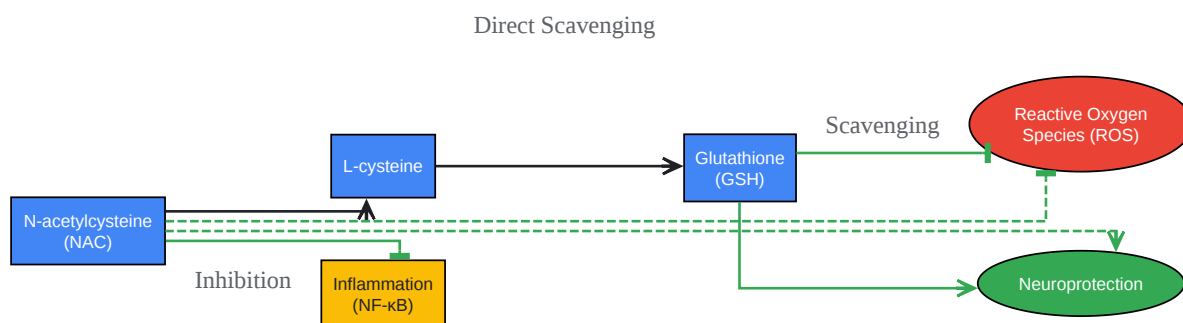 Direct Scavenging
Reactive Oxygen
Species (ROS)
Scavenging
L-cysteine
Glutathione
(GSH)
N-acetylcysteine
(NAC)
Inhibition
Inflammation
(NF-κB)
Neuroprotection